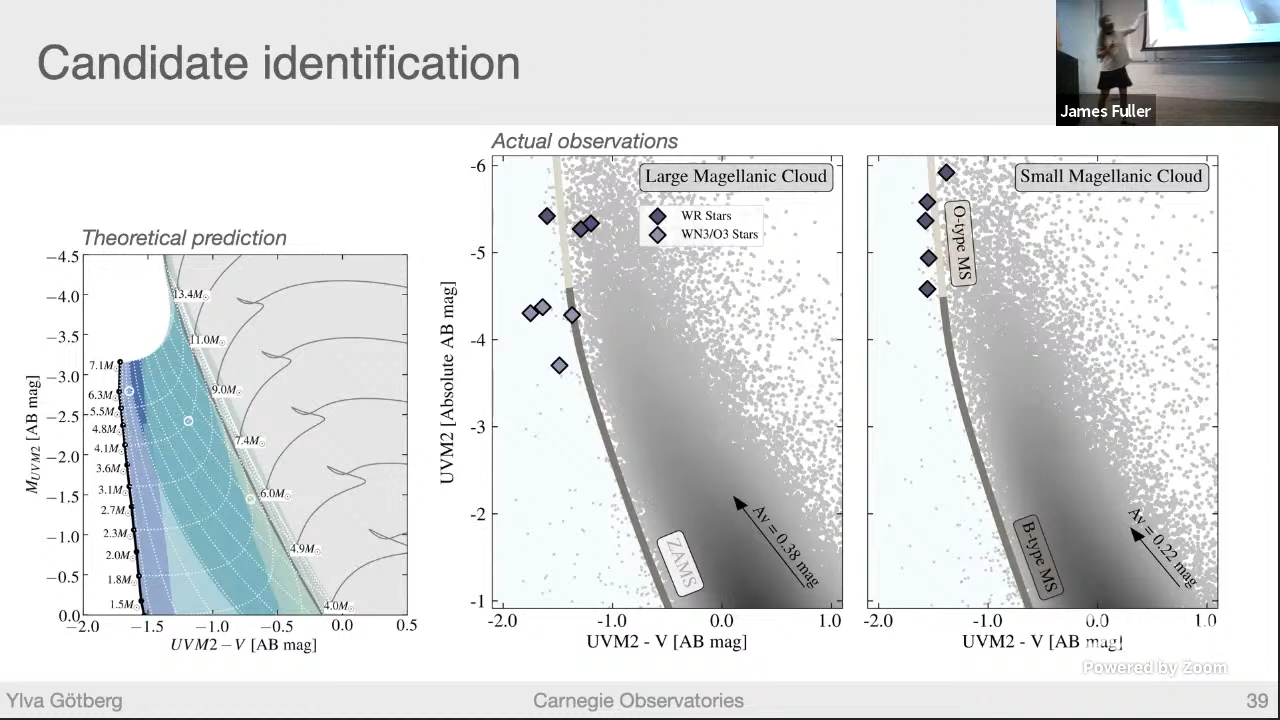 Candidate identification
James Fuller
Theoretical prediction
−4.5
−4.0
−3.5
−3.0
−2.5
−2.0
−1.5
−1.0
−0.5
0.0
M_UVM2 [AB mag]
13.4M☉
11.0M☉
9.0M☉
7.4M☉
6.0M☉
4.9M☉
4.0M☉
7.1M
6.3M
5.5M
4.8M
4.1M
3.6M
3.1M
2.7M
2.3M
2.0M
1.8M
1.5M
−2.0
−1.5
−1.0
−0.5
0.0
0.5
UVM2 − V [AB mag]
Actual observations
Large Magellanic Cloud
WR Stars
WN3/O3 Stars
-6
-5
-4
-3
-2
-1
UVM2 [Absolute AB mag]
ZAMS
Av = 0.38 mag
-2.0
-1.0
0.0
1.0
UVM2 - V [AB mag]
Small Magellanic Cloud
O-type MS
B-type MS
Av = 0.22 mag
-2.0
-1.0
0.0
1.0
UVM2 - V [AB mag]
Powered by Zoom
Ylva Götberg
Carnegie Observatories
39